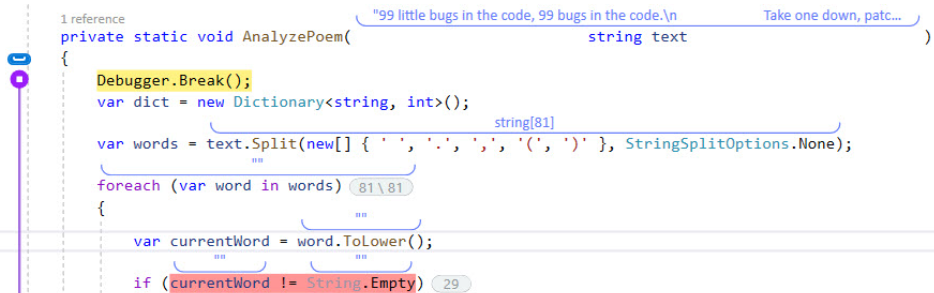 1 reference
"99 little bugs in the code, 99 bugs in the code.\n Take one down, patc...
private static void AnalyzePoem( string text )
{
Debugger.Break();
var dict = new Dictionary<string, int>();
string[81]
var words = text.Split(new[] { ' ', '.', ',', '(', ')' }, StringSplitOptions.None);
""
foreach (var word in words) 81\81
{
""
var currentWord = word.ToLower();
"" ""
if (currentWord != String.Empty) 29